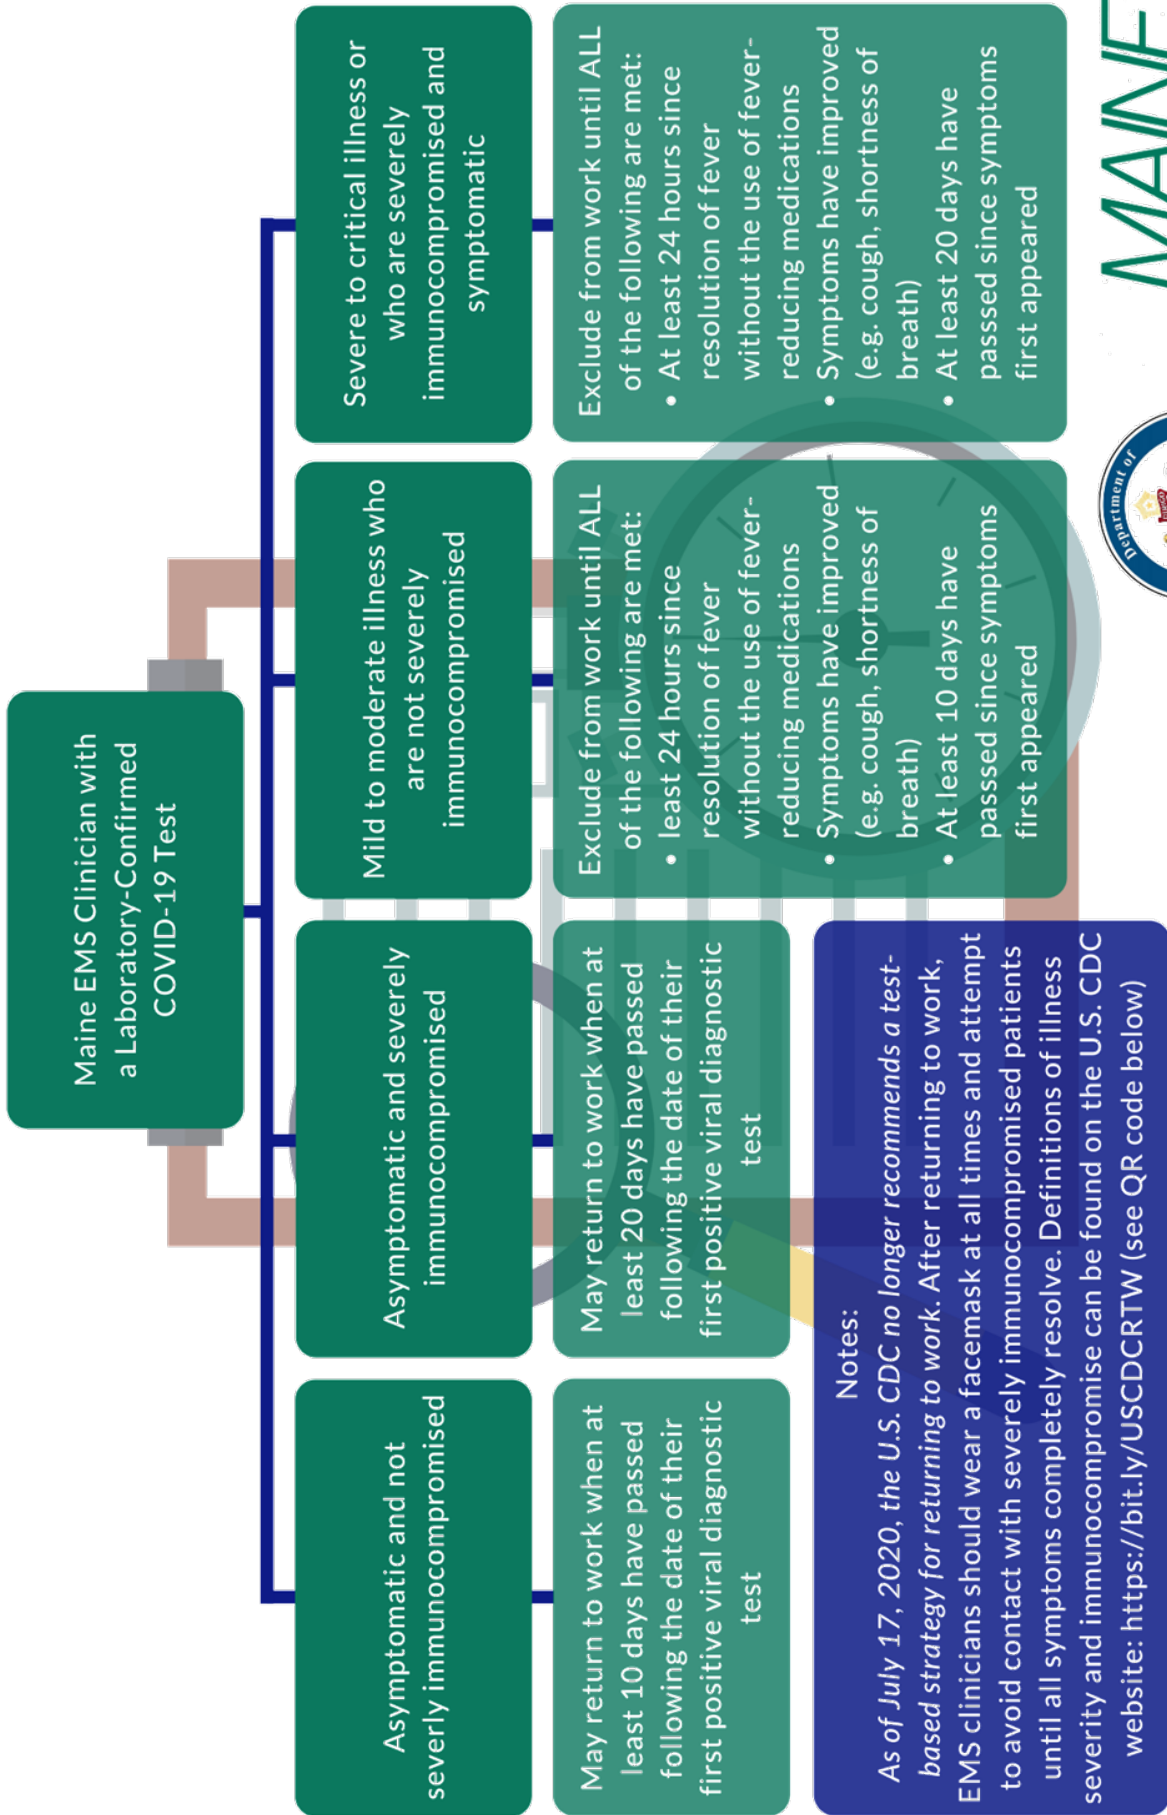 Maine EMS Clinician with
a Laboratory-Confirmed
COVID-19 Test
Asymptomatic and not
severly immunocompromised
May return to work when at
least 10 days have passed
following the date of their
first positive viral diagnostic
test
Asymptomatic and severely
immunocompromised
May return to work when at
least 20 days have passed
following the date of their
first positive viral diagnostic
test
Mild to moderate illness who
are not severely
immunocompromised
Exclude from work until ALL
of the following are met:
• least 24 hours since
resolution of fever
without the use of fever-
reducing medications
• Symptoms have improved
(e.g. cough, shortness of
breath)
• At least 10 days have
passsed since symptoms
first appeared
Severe to critical illness or
who are severely
immunocompromised and
symptomatic
Exclude from work until ALL
of the following are met:
• At least 24 hours since
resolution of fever
without the use of fever-
reducing medications
• Symptoms have improved
(e.g. cough, shortness of
breath)
• At least 20 days have
passsed since symptoms
first appeared
Notes:
As of July 17, 2020, the U.S. CDC no longer recommends a test-
based strategy for returning to work. After returning to work,
EMS clinicians should wear a facemask at all times and attempt
to avoid contact with severely immunocompromised patients
until all symptoms completely resolve. Definitions of illness
severity and immunocompromise can be found on the U.S. CDC
website: https://bit.ly/USCDCRTW (see QR code below)
Department of
MAINE